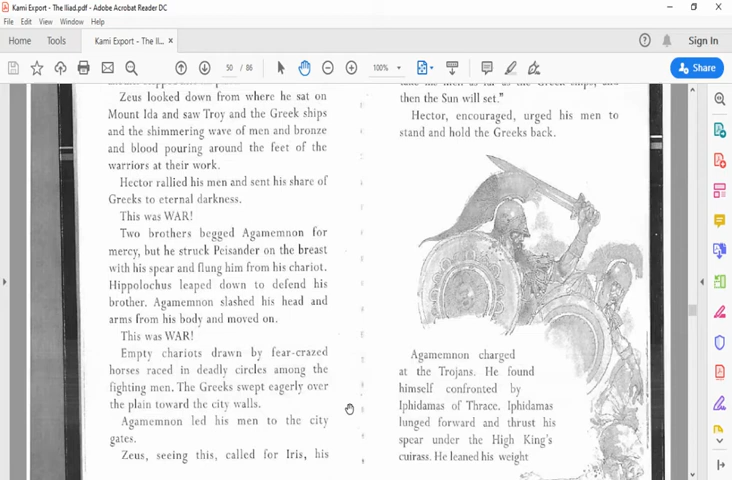 Kami Export - The Iliad.pdf - Adobe Acrobat Reader DC
File Edit View Window Help
Home Tools Kami Export - The Il... × Sign In
50 / 86 100% Share
Zeus looked down from where he sat on
Mount Ida and saw Troy and the Greek ships
and the shimmering wave of men and bronze
and blood pouring around the feet of the
warriors at their work.
Hector rallied his men and sent his share of
Greeks to eternal darkness.
This was WAR!
Two brothers begged Agamemnon for
mercy, but he struck Peisander on the breast
with his spear and flung him from his chariot.
Hippolochus leaped down to defend his
brother. Agamemnon slashed his head and
arms from his body and moved on.
This was WAR!
Empty chariots drawn by fear-crazed
horses raced in deadly circles among the
fighting men. The Greeks swept eagerly over
the plain toward the city walls.
Agamemnon led his men to the city
gates.
Zeus, seeing this, called for Iris, his
take his men as far as the Greek ships, and
then the Sun will set."
Hector, encouraged, urged his men to
stand and hold the Greeks back.
Agamemnon charged
at the Trojans. He found
himself confronted by
Iphidamas of Thrace. Iphidamas
lunged forward and thrust his
spear under the High King's
cuirass. He leaned his weight